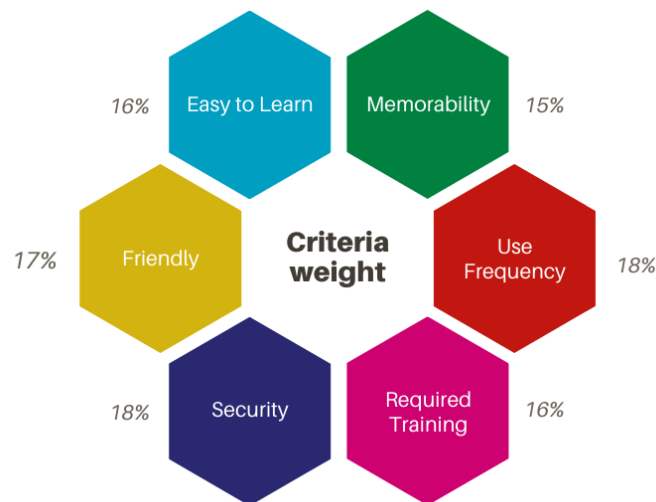 16%
Easy to Learn
Memorability
15%
17%
Friendly
Criteria
weight
Use
Frequency
18%
18%
Security
Required
Training
16%